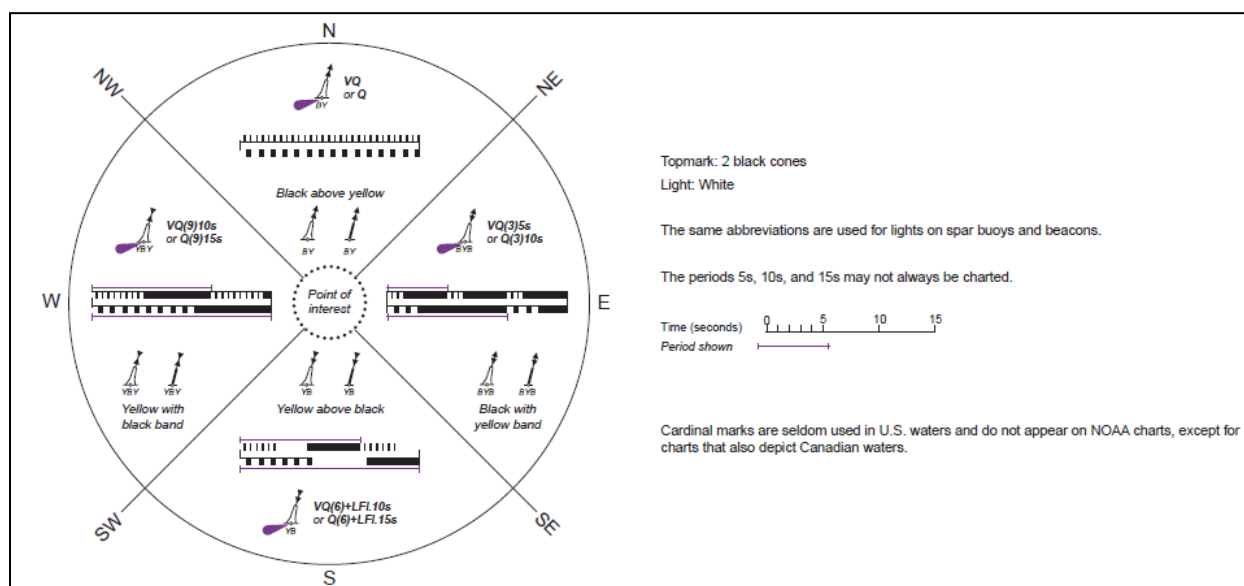 N
NW
NE
VQ
or Q
BY
Black above yellow
BY
BY
VQ(9)10s
or Q(9)15s
YBY
VQ(3)5s
or Q(3)10s
BYB
W
Point of
interest
E
YBY
YBY
Yellow with
black band
YB
YB
Yellow above black
BYB
BYB
Black with
yellow band
VQ(6)+LFl.10s
or Q(6)+LFl.15s
YB
SW
SE
S
Topmark: 2 black cones
Light: White
The same abbreviations are used for lights on spar buoys and beacons.
The periods 5s, 10s, and 15s may not always be charted.
Time (seconds) 0 5 10 15
Period shown
Cardinal marks are seldom used in U.S. waters and do not appear on NOAA charts, except for
charts that also depict Canadian waters.